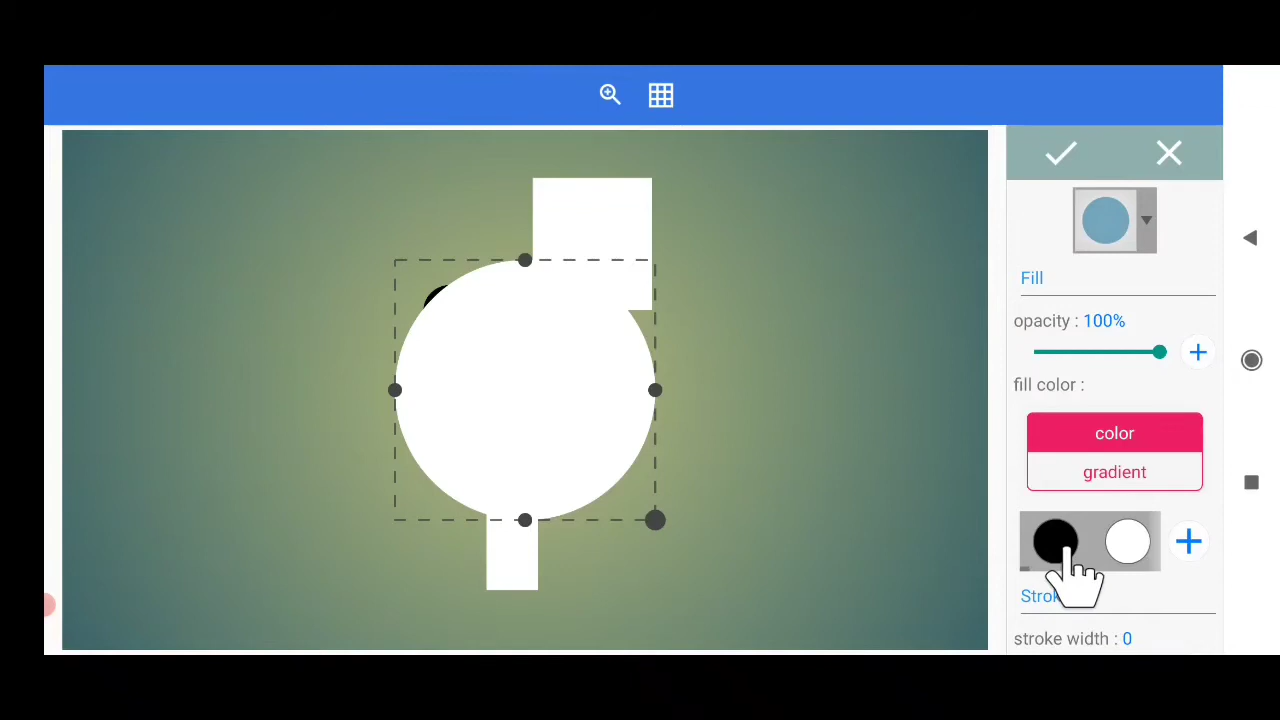 Fill
opacity : 100%
fill color :
color
gradient
stroke width : 0